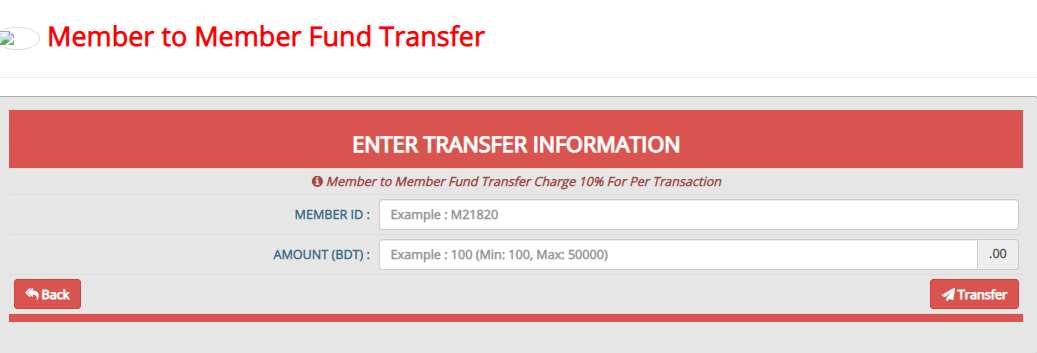 Member to Member Fund Transfer
ENTER TRANSFER INFORMATION
Member to Member Fund Transfer Charge 10% For Per Transaction
MEMBER ID : Example : M21820
AMOUNT (BDT) : Example : 100 (Min: 100, Max: 50000) .00
Back Transfer